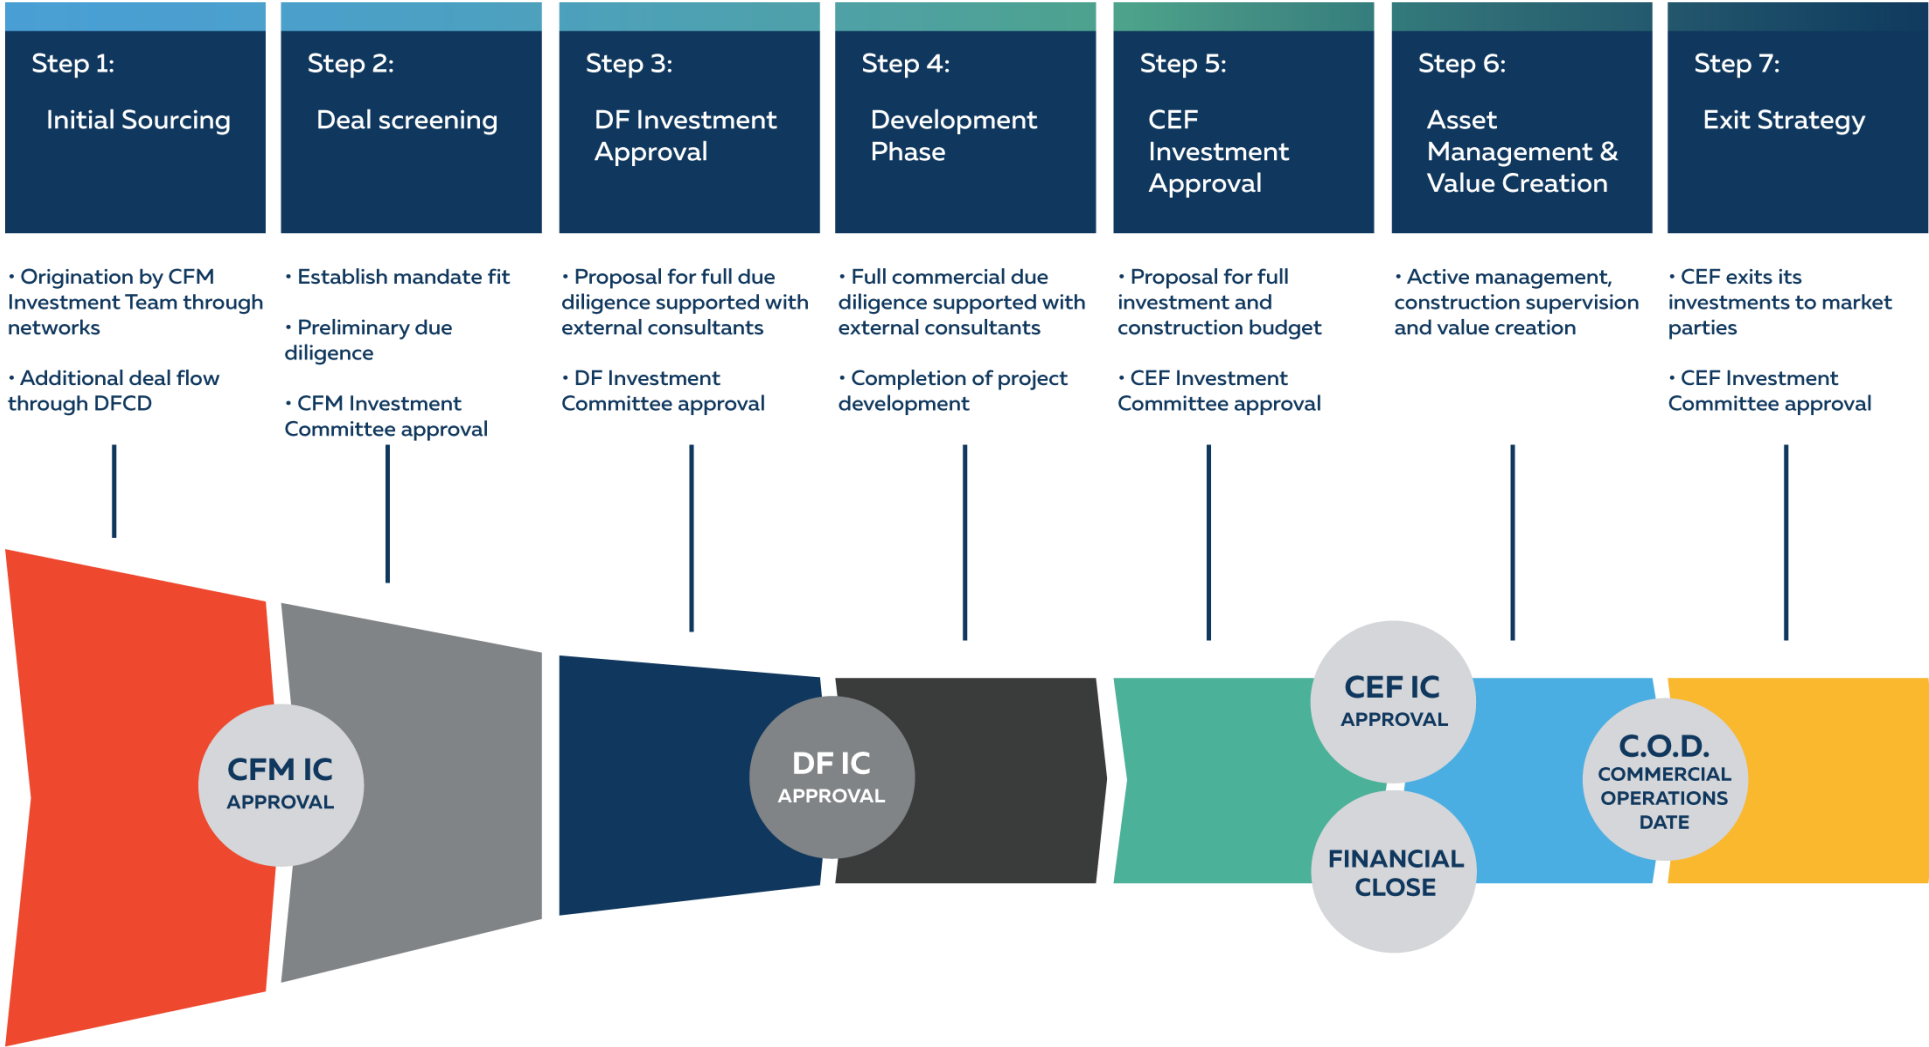 Step 1:
Initial Sourcing
• Origination by CFM
Investment Team through
networks
• Additional deal flow
through DFCD
Step 2:
Deal screening
• Establish mandate fit
• Preliminary due
diligence
• CFM Investment
Committee approval
Step 3:
DF Investment
Approval
• Proposal for full due
diligence supported with
external consultants
• DF Investment
Committee approval
Step 4:
Development
Phase
• Full commercial due
diligence supported with
external consultants
• Completion of project
development
Step 5:
CEF
Investment
Approval
• Proposal for full
investment and
construction budget
• CEF Investment
Committee approval
Step 6:
Asset
Management &
Value Creation
• Active management,
construction supervision
and value creation
Step 7:
Exit Strategy
• CEF exits its
investments to market
parties
• CEF Investment
Committee approval
CFM IC
APPROVAL
DF IC
APPROVAL
CEF IC
APPROVAL
FINANCIAL
CLOSE
C.O.D.
COMMERCIAL
OPERATIONS
DATE